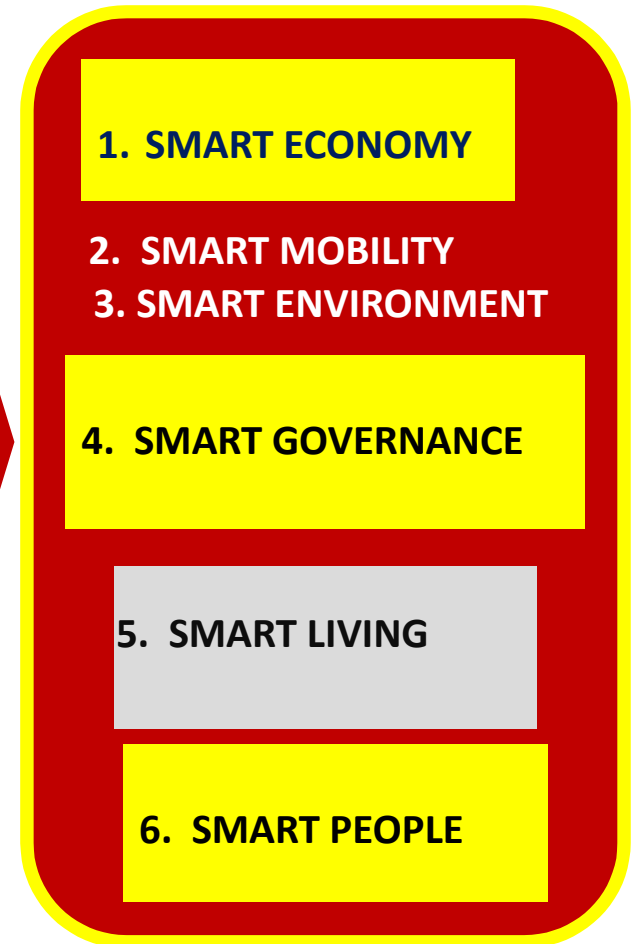 1. SMART ECONOMY
2. SMART MOBILITY
3. SMART ENVIRONMENT
4. SMART GOVERNANCE
5. SMART LIVING
6. SMART PEOPLE